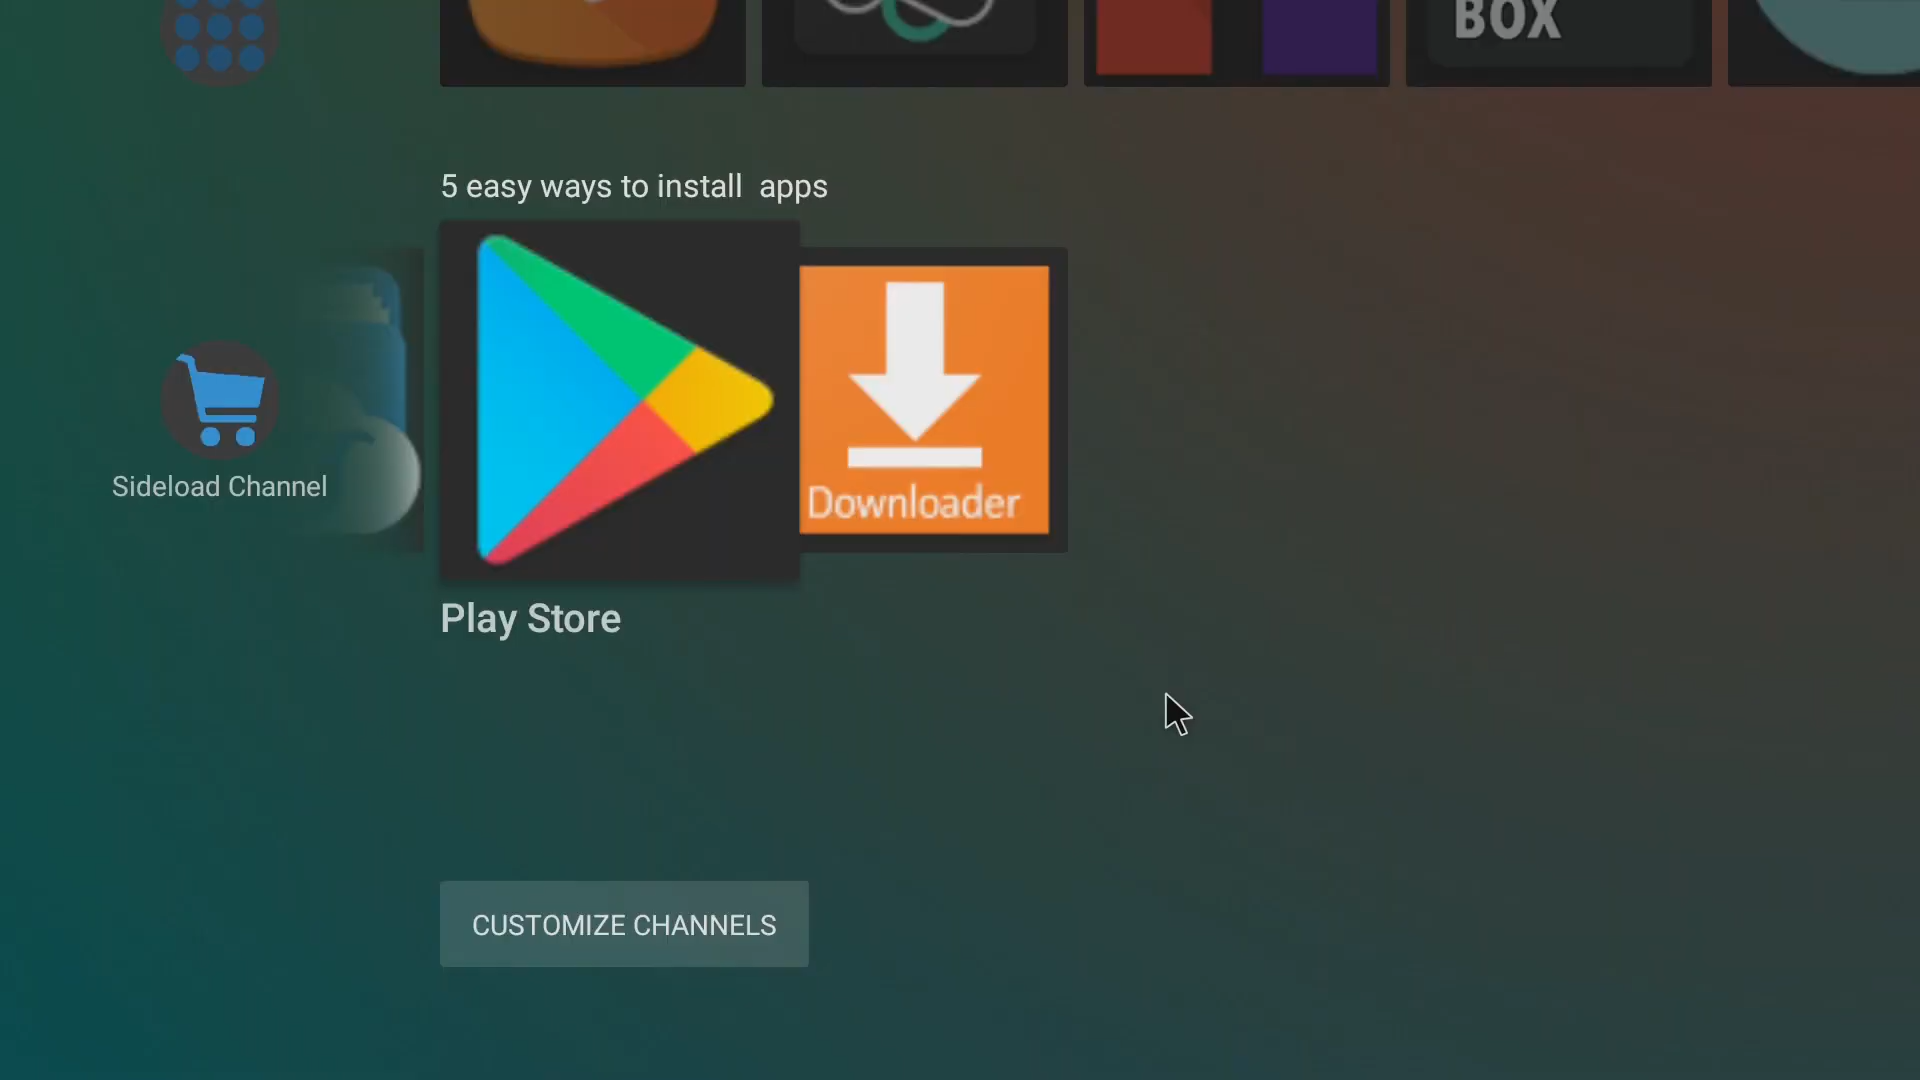 BOX
5 easy ways to install apps
Downloader
Sideload Channel
Play Store
CUSTOMIZE CHANNELS